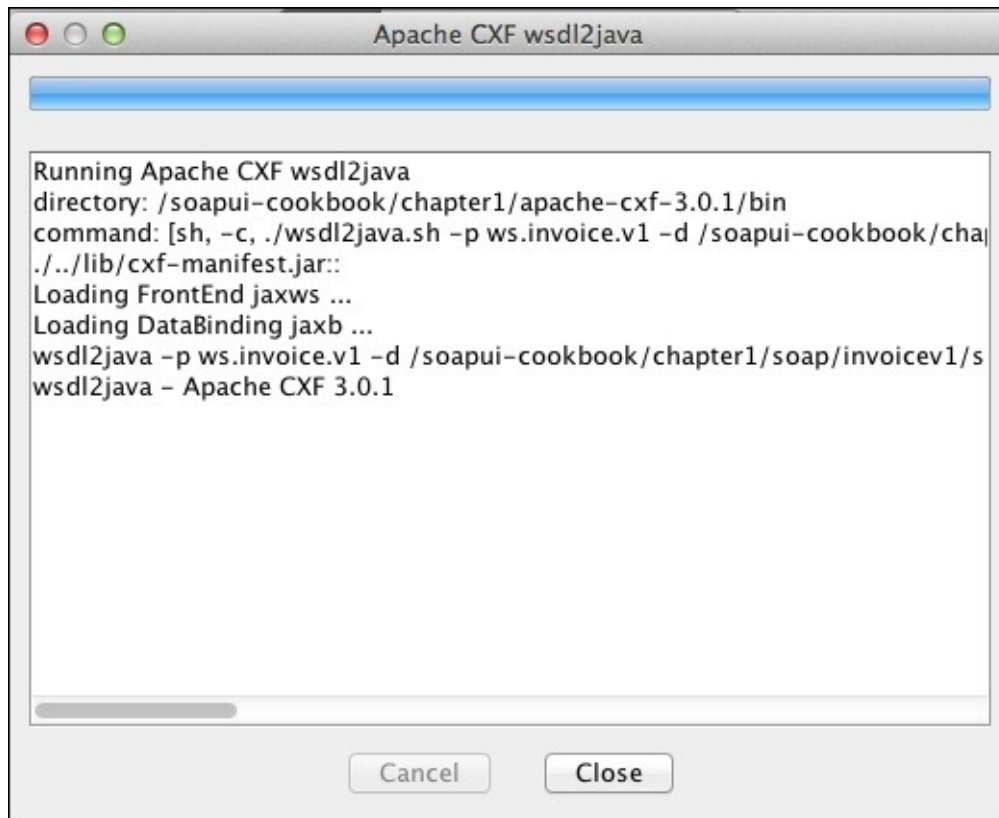 Apache CXF wsdl2java
Running Apache CXF wsdl2java
directory: /soapui-cookbook/chapter1/apache-cxf-3.0.1/bin
command: [sh, -c, ./wsdl2java.sh -p ws.invoice.v1 -d /soapui-cookbook/cha
./../lib/cxf-manifest.jar::
Loading FrontEnd jaxws ...
Loading DataBinding jaxb ...
wsdl2java -p ws.invoice.v1 -d /soapui-cookbook/chapter1/soap/invoicev1/s
wsdl2java - Apache CXF 3.0.1
Cancel
Close